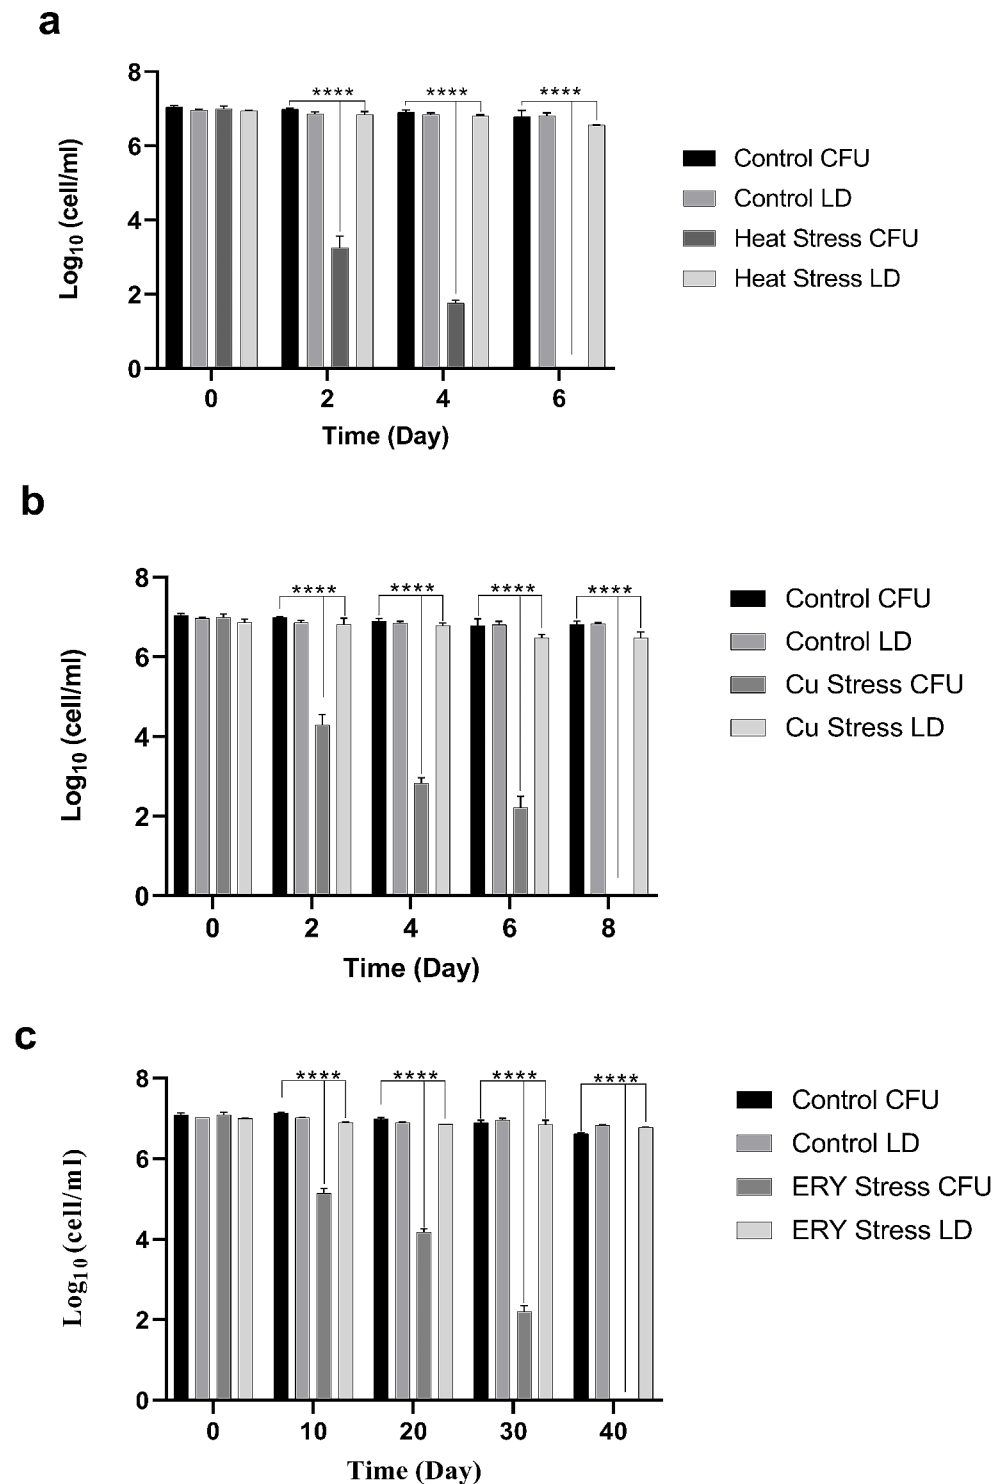 a
8
6
4
2
0
Log10 (cell/ml)
**** **** ****
0 2 4 6
Time (Day)
Control CFU
Control LD
Heat Stress CFU
Heat Stress LD
b
8
6
4
2
0
Log10 (cell/ml)
**** **** **** ****
0 2 4 6 8
Time (Day)
Control CFU
Control LD
Cu Stress CFU
Cu Stress LD
c
8
6
4
2
0
Log10 (cell/ml)
**** **** **** ****
0 10 20 30 40
Time (Day)
Control CFU
Control LD
ERY Stress CFU
ERY Stress LD